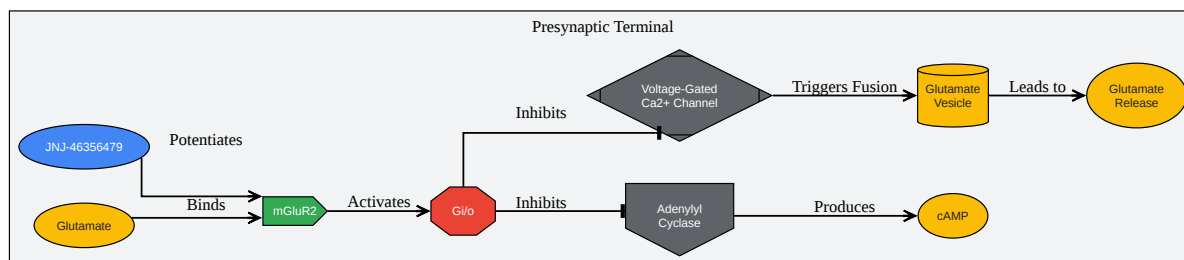 Presynaptic Terminal
Voltage-Gated
Ca2+ Channel
Triggers Fusion
Glutamate
Vesicle
Leads to
Glutamate
Release
Inhibits
JNJ-46356479
Potentiates
Glutamate
Binds
mGluR2
Activates
Gi/o
Inhibits
Adenylyl
Cyclase
Produces
cAMP